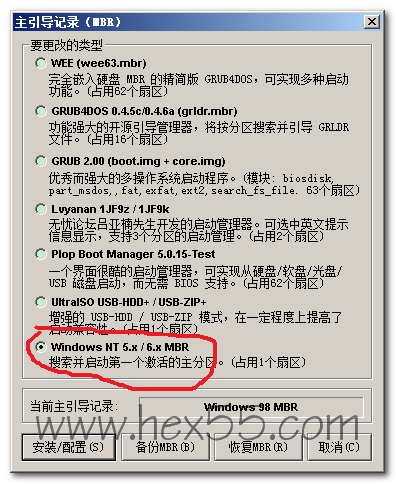 主引导记录 (MBR)
要更改的类型
WEE (wee63.mbr)
完全嵌入硬盘 MBR 的精简版 GRUB4DOS,可实现多种启动
功能。(占用62个扇区)
GRUB4DOS 0.4.5c/0.4.6a (grldr.mbr)
功能强大的开源引导管理器,将按分区搜索并引导 GRLDR
文件。(占用16个扇区)
GRUB 2.00 (boot.img + core.img)
优秀而强大的多操作系统启动程序。(模块: biosdisk,
part_msdos,,fat,exfat,ext2,search_fs_file. 63个扇区)
Lvyanan 1JF9z / 1JF9k
无忧论坛吕亚楠先生开发的启动管理器。可选中英文提示
信息显示,支持3个分区的启动管理。(占用2个扇区)
Plop Boot Manager 5.0.15-Test
一个界面很酷的启动管理器,可实现从硬盘/软盘/光盘/
USB 磁盘启动,而无需 BIOS 支持。(占用62个扇区)
UltraISO USB-HDD+ / USB-ZIP+
增强的 USB-HDD / USB-ZIP 模式,在一定程度上提高了
启动兼容性。(占用1个扇区)
Windows NT 5.x / 6.x MBR
搜索并启动第一个激活的主分区。(占用1个扇区)
当前主引导记录: Windows 98 MBR
www.hex55.com
安装/配置(S) 备份MBR(B) 恢复MBR(R) 取消(C)